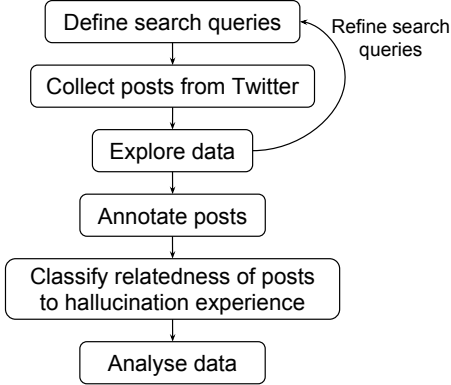 Define search queries
Refine search
queries
Collect posts from Twitter
Explore data
Annotate posts
Classify relatedness of posts
to hallucination experience
Analyse data